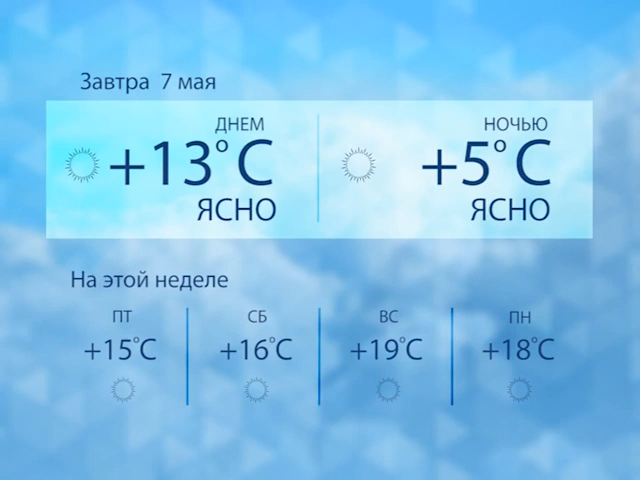 Завтра 7 мая
ДНЕМ НОЧЬЮ
+13°C +5°C
ЯСНО ЯСНО
На этой неделе
ПТ СБ ВС ПН
+15°C +16°C +19°C +18°C